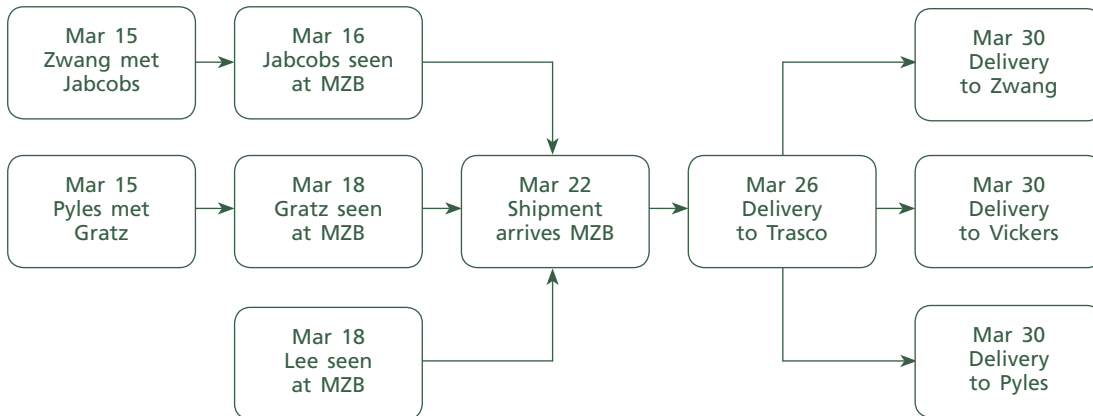 Mar 15
Zwang met
Jabcobs
Mar 16
Jabcobs seen
at MZB
Mar 30
Delivery
to Zwang
Mar 15
Pyles met
Gratz
Mar 18
Gratz seen
at MZB
Mar 22
Shipment
arrives MZB
Mar 26
Delivery
to Trasco
Mar 30
Delivery
to Vickers
Mar 18
Lee seen
at MZB
Mar 30
Delivery
to Pyles